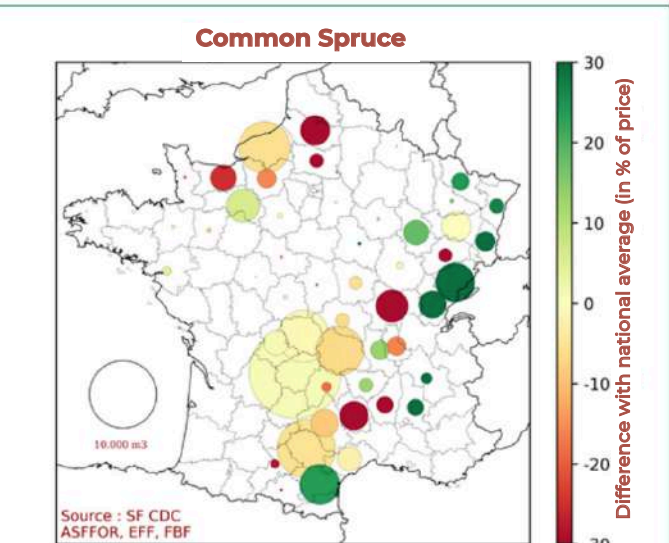 Common Spruce
30
20
10
0
-10
-20
Difference with national average (in % of price)
10.000 m3
Source : SF CDC
ASFFOR, EFF, FBF